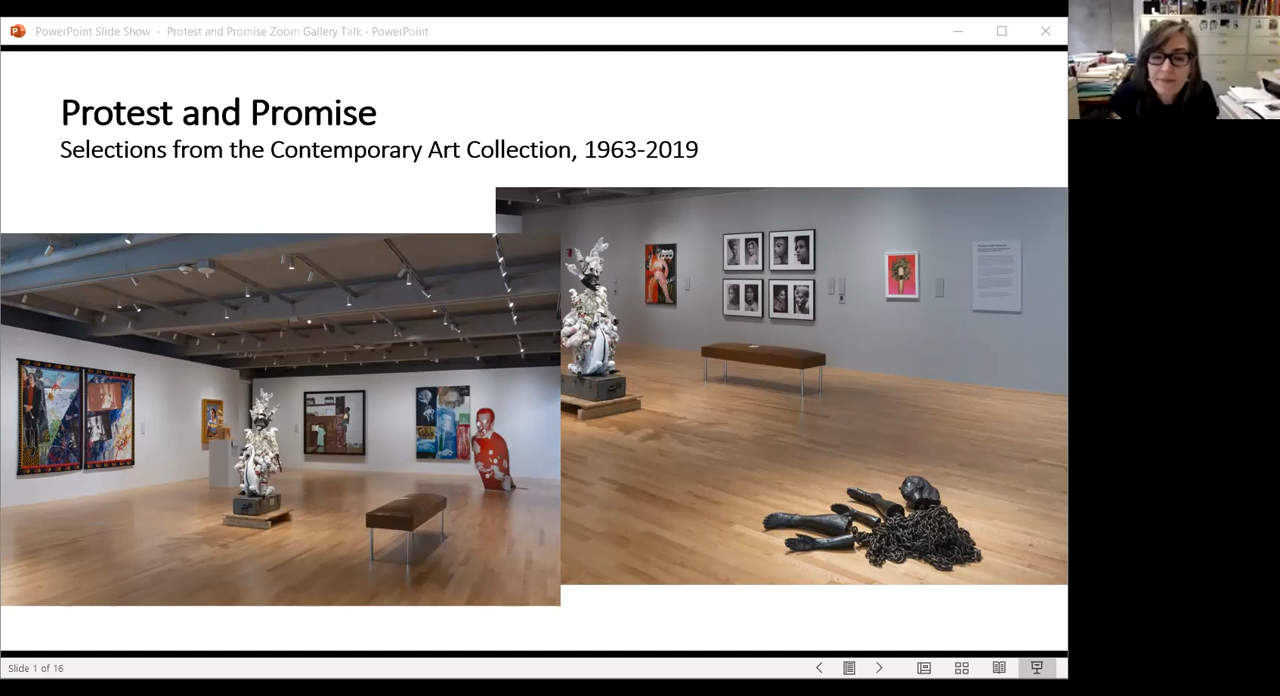 PowerPoint Slide Show - Protest and Promise Zoom Gallery Talk - PowerPoint
Protest and Promise
Selections from the Contemporary Art Collection, 1963-2019
Slide 1 of 16